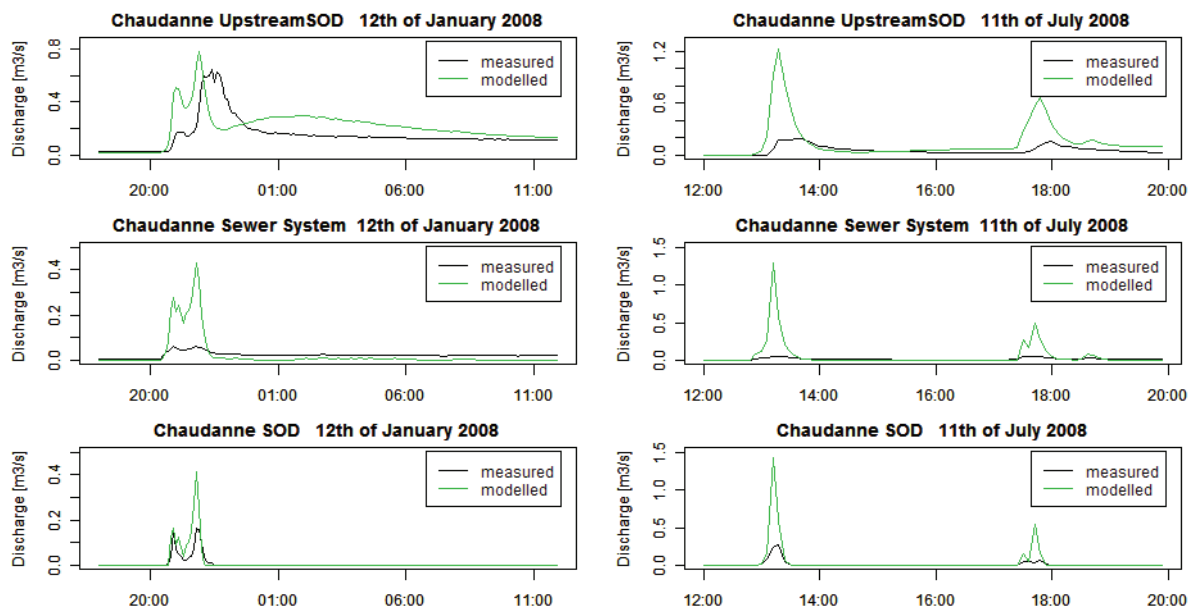 Chaudanne UpstreamSOD 12th of January 2008
Discharge [m3/s]
0.0
0.4
0.8
measured
modelled
20:00
01:00
06:00
11:00
Chaudanne UpstreamSOD 11th of July 2008
Discharge [m3/s]
0.0
0.6
1.2
measured
modelled
12:00
14:00
16:00
18:00
20:00
Chaudanne Sewer System 12th of January 2008
Discharge [m3/s]
0.0
0.2
0.4
measured
modelled
20:00
01:00
06:00
11:00
Chaudanne Sewer System 11th of July 2008
Discharge [m3/s]
0.0
0.5
1.0
1.5
measured
modelled
12:00
14:00
16:00
18:00
20:00
Chaudanne SOD 12th of January 2008
Discharge [m3/s]
0.0
0.2
0.4
measured
modelled
20:00
01:00
06:00
11:00
Chaudanne SOD 11th of July 2008
Discharge [m3/s]
0.0
0.5
1.0
1.5
measured
modelled
12:00
14:00
16:00
18:00
20:00